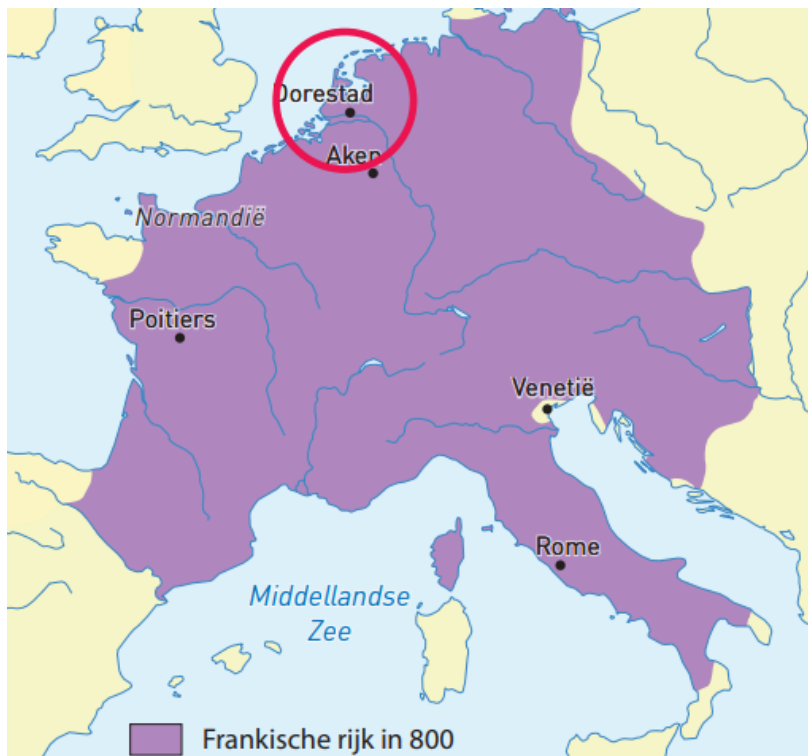 Dorestad
Aken
Normandië
Poitiers
Venetië
Rome
Middellandse
Zee
Frankische rijk in 800